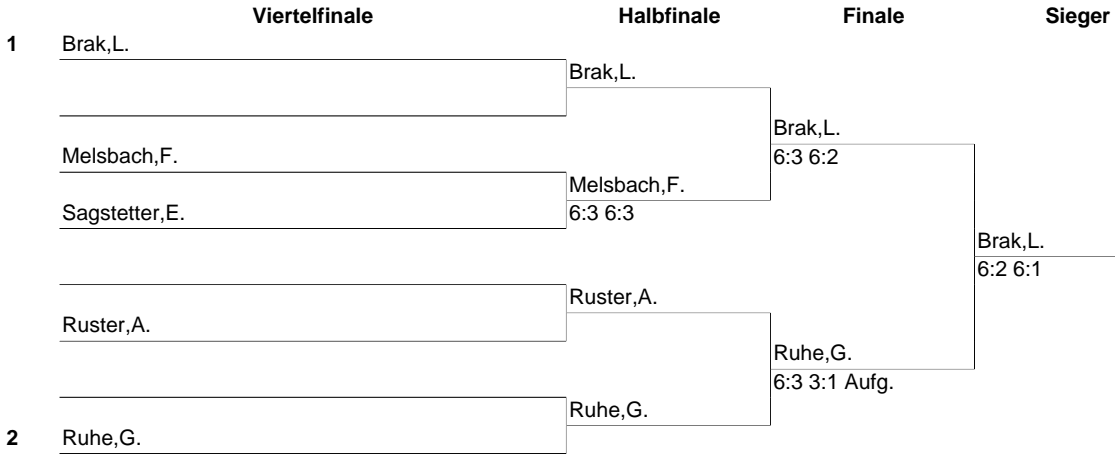 Viertelfinale Halbfinale Finale Sieger
1 Brak,L.
Brak,L.
Brak,L.
Melsbach,F.
6:3 6:2
Melsbach,F.
Sagstetter,E.
6:3 6:3
Brak,L.
6:2 6:1
Ruster,A.
Ruster,A.
Ruhe,G.
6:3 3:1 Aufg.
Ruhe,G.
2 Ruhe,G.